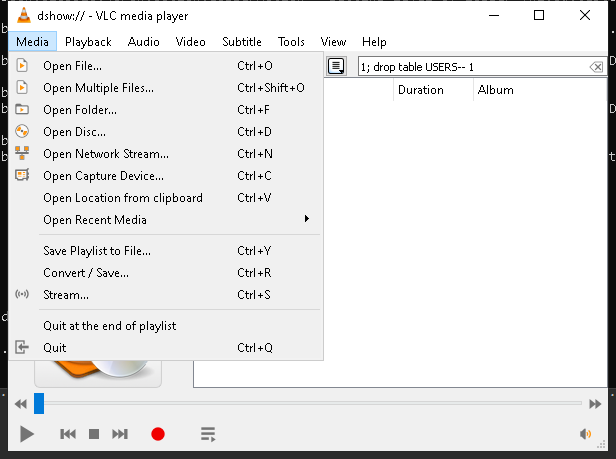 dshow:// - VLC media player
Media Playback Audio Video Subtitle Tools View Help
1; drop table USERS-- 1
Duration Album
Open File... Ctrl+O
Open Multiple Files... Ctrl+Shift+O
Open Folder... Ctrl+F
Open Disc... Ctrl+D
Open Network Stream... Ctrl+N
Open Capture Device... Ctrl+C
Open Location from clipboard Ctrl+V
Open Recent Media
Save Playlist to File... Ctrl+Y
Convert / Save... Ctrl+R
Stream... Ctrl+S
Quit at the end of playlist
Quit Ctrl+Q